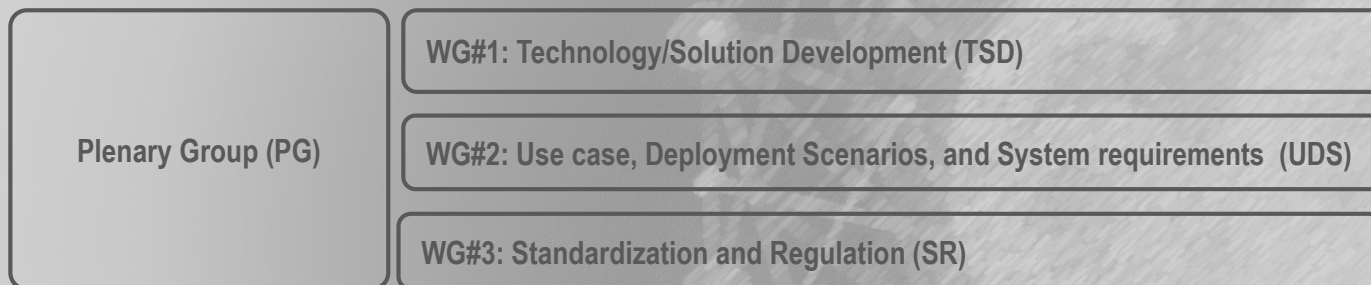 WG#1: Technology/Solution Development (TSD)
Plenary Group (PG)
WG#2: Use case, Deployment Scenarios, and System requirements (UDS)
WG#3: Standardization and Regulation (SR)